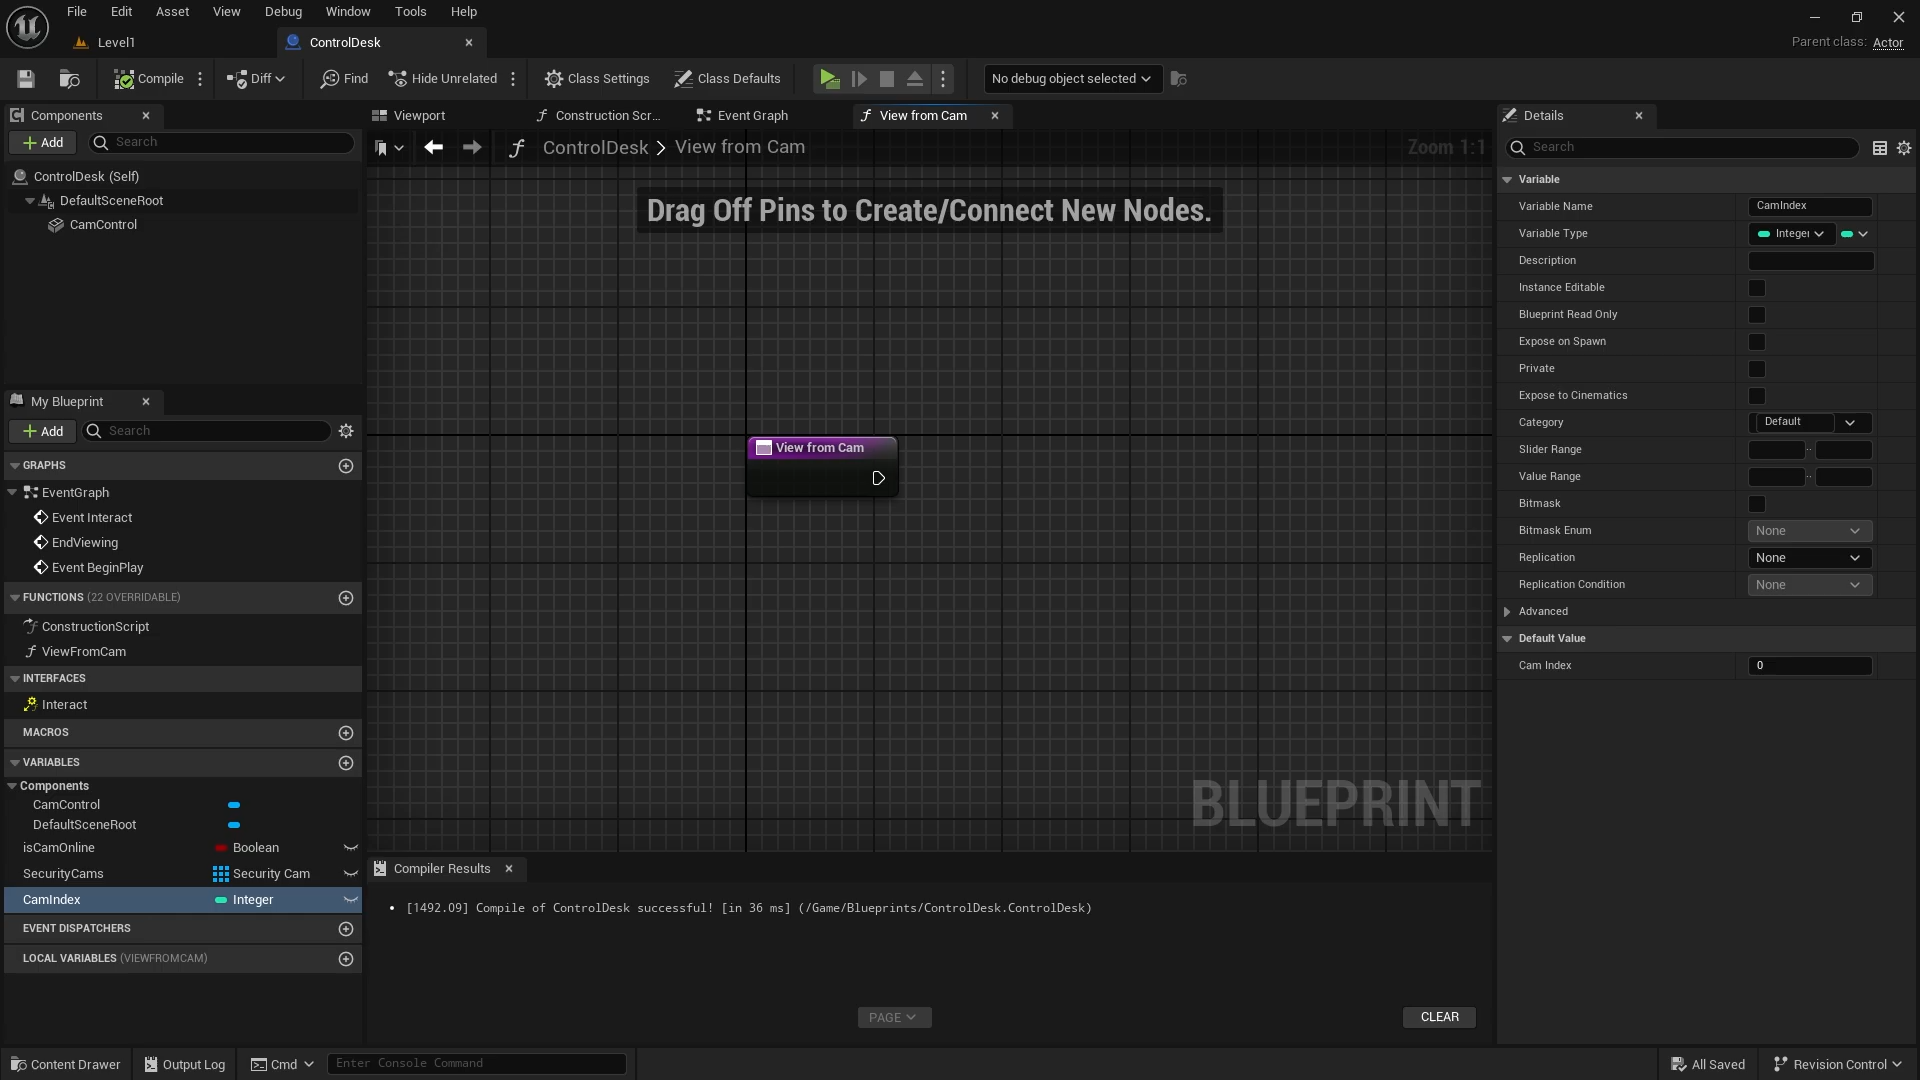 File Edit Asset View Debug Window Tools Help
Level1
ControlDesk
Parent class: Actor
Compile
Diff
Find
Hide Unrelated
Class Settings
Class Defaults
No debug object selected
Components
Add
Search
ControlDesk (Self)
DefaultSceneRoot
CamControl
My Blueprint
Add
Search
GRAPHS
EventGraph
Event Interact
EndViewing
Event BeginPlay
FUNCTIONS (22 OVERRIDABLE)
ConstructionScript
ViewFromCam
INTERFACES
Interact
MACROS
VARIABLES
Components
CamControl
DefaultSceneRoot
isCamOnline Boolean
SecurityCams Security Cam
CamIndex Integer
EVENT DISPATCHERS
LOCAL VARIABLES (VIEWFROMCAM)
Viewport
Construction Scr...
Event Graph
View from Cam
ControlDesk > View from Cam
Zoom 1:1
Drag Off Pins to Create/Connect New Nodes.
View from Cam
BLUEPRINT
Compiler Results
• [1492.09] Compile of ControlDesk successful! [in 36 ms] (/Game/Blueprints/ControlDesk.ControlDesk)
PAGE
CLEAR
Details
Search
Variable
Variable Name CamIndex
Variable Type Integer
Description
Instance Editable
Blueprint Read Only
Expose on Spawn
Private
Expose to Cinematics
Category Default
Slider Range
Value Range
Bitmask
Bitmask Enum None
Replication None
Replication Condition None
Advanced
Default Value
Cam Index 0
Content Drawer
Output Log
Cmd
Enter Console Command
All Saved
Revision Control